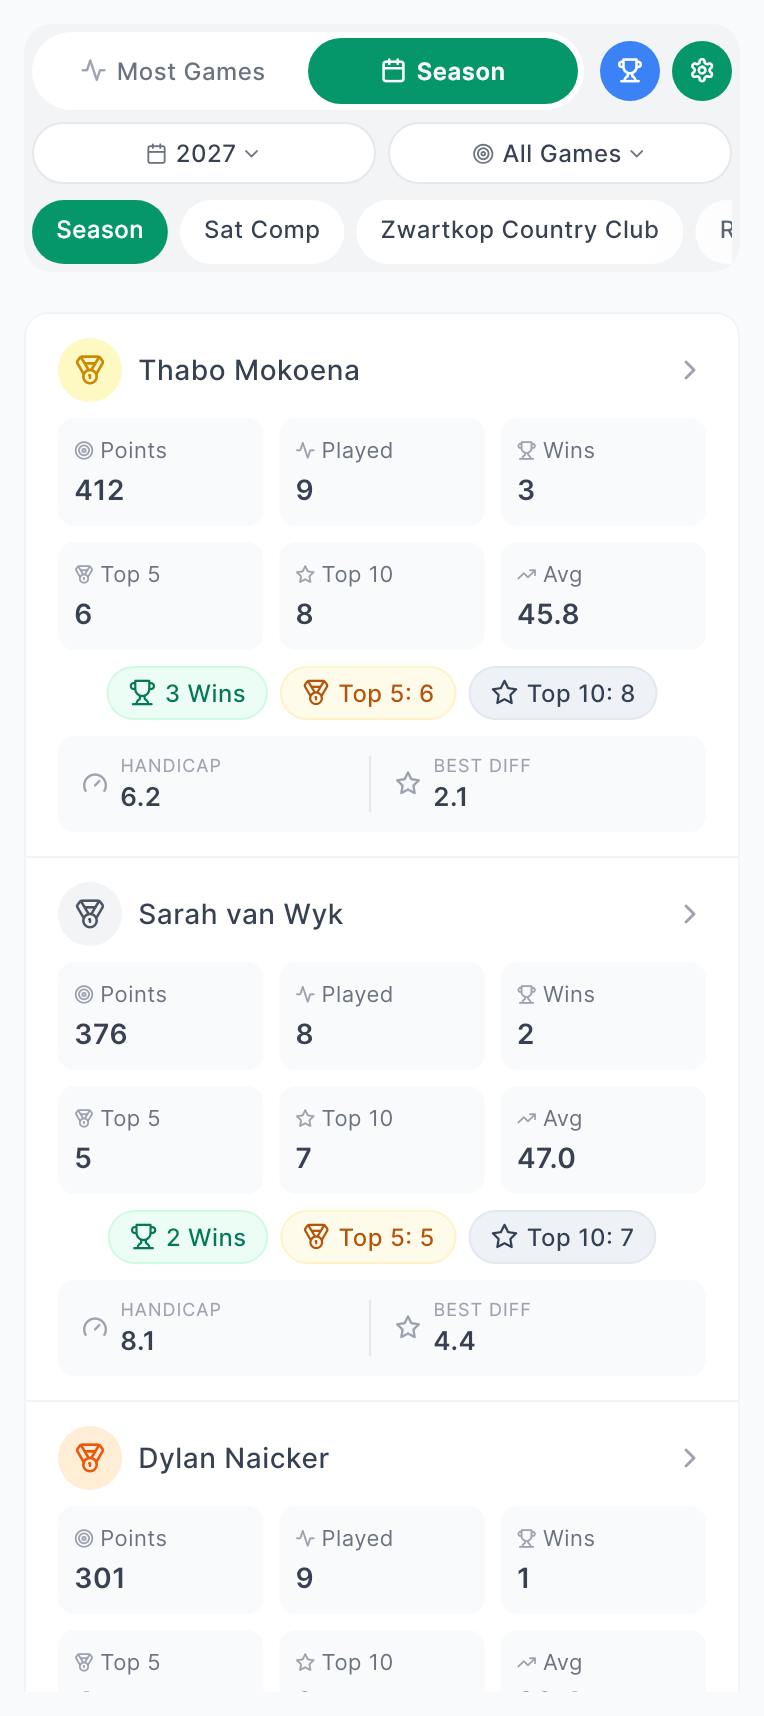 Most Games Season
2027 All Games
Season Sat Comp Zwartkop Country Club
Thabo Mokoena
Points Played Wins
412 9 3
Top 5 Top 10 Avg
6 8 45.8
3 Wins Top 5: 6 Top 10: 8
HANDICAP BEST DIFF
6.2 2.1
Sarah van Wyk
Points Played Wins
376 8 2
Top 5 Top 10 Avg
5 7 47.0
2 Wins Top 5: 5 Top 10: 7
HANDICAP BEST DIFF
8.1 4.4
Dylan Naicker
Points Played Wins
301 9 1
Top 5 Top 10 Avg